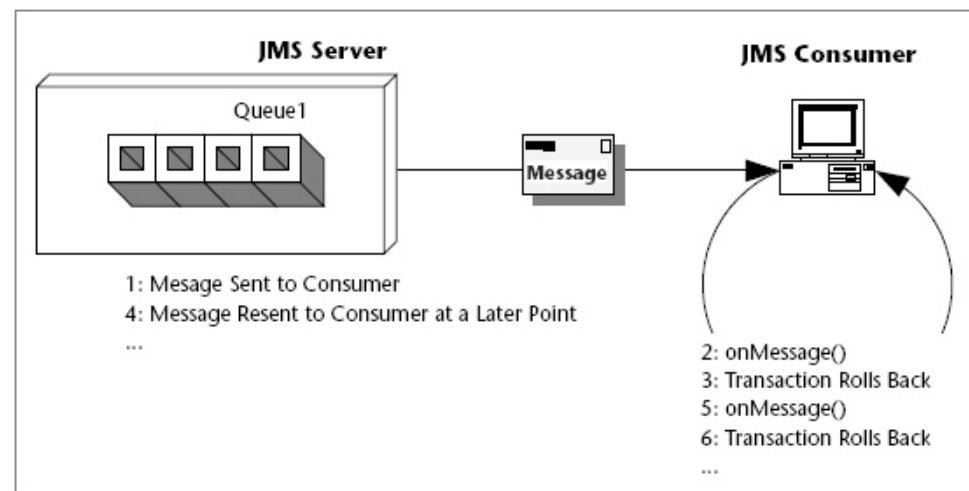 JMS Server
JMS Consumer
Queue1
Message
1: Mesage Sent to Consumer
4: Message Resent to Consumer at a Later Point
...
2: onMessage()
3: Transaction Rolls Back
5: onMessage()
6: Transaction Rolls Back
...